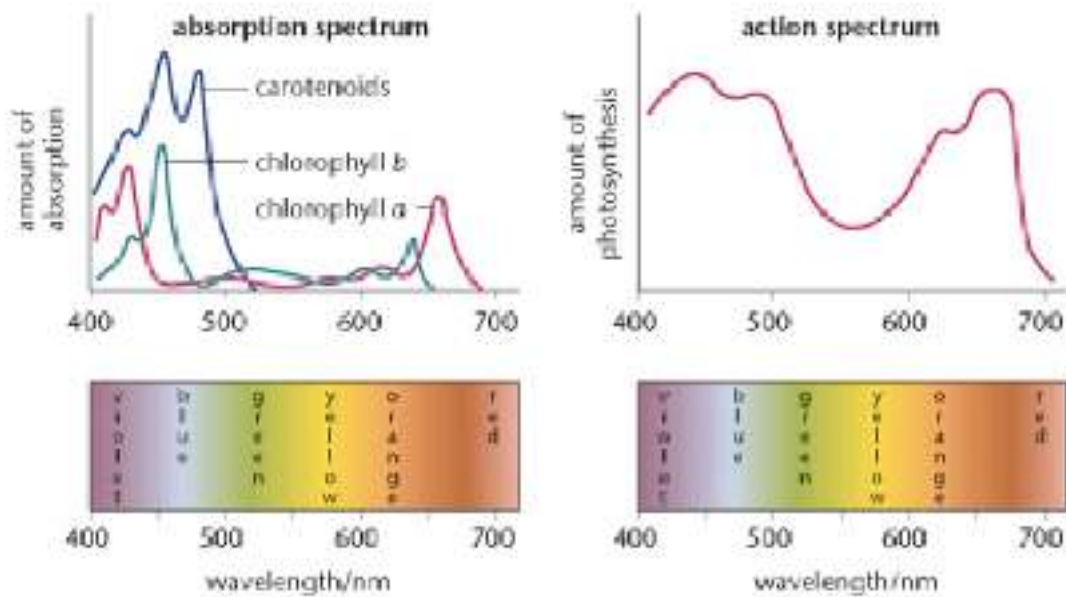 absorption spectrum
carotenoids
chlorophyll b
chlorophyll a
amount of
absorption
400 500 600 700
violet
blue
green
yellow
orange
red
400 500 600 700
wavelength/nm
action spectrum
amount of
photosynthesis
400 500 600 700
violet
blue
green
yellow
orange
red
400 500 600 700
wavelength/nm